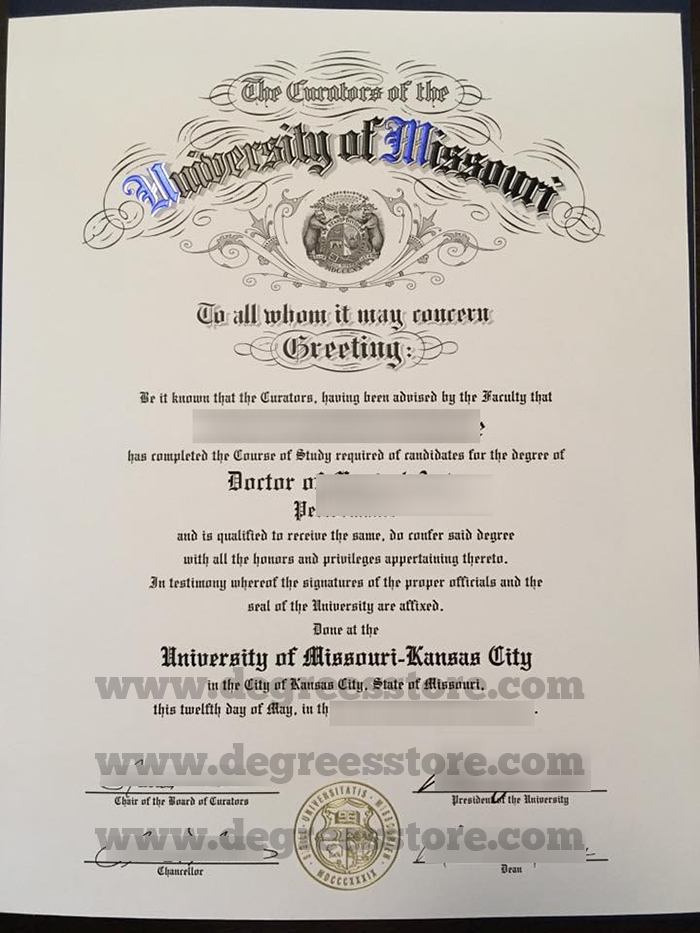 The Curators of the
University of Missouri
MDCCCXX
To all whom it may concern
Greeting:
Be it known that the Curators, having been advised by the Faculty that
has completed the Course of Study required of candidates for the degree of
Doctor of
and is qualified to receive the same, do confer said degree
with all the honors and privileges appertaining thereto.
In testimony whereof the signatures of the proper officials and the
seal of the University are affixed.
Done at the
University of Missouri-Kansas City
www.degreesstore.com
in the City of Kansas City, State of Missouri,
this twelfth day of May, in
www.degreesstore.com
Chair of the Board of Curators
President of the University
SIGILL · UNIVERSITATIS · MISSOURIEN
MDCCCXXXIX
www.degreesstore.com
Chancellor
Dean